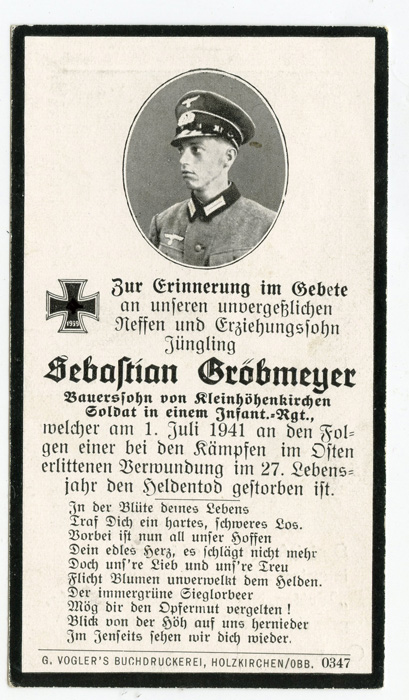 1939
Zur Erinnerung im Gebete
an unseren unvergeßlichen
Neffen und Erziehungssohn
Jüngling
Sebastian Gröbmeyer
Bauerssohn von Kleinhöhenkirchen
Soldat in einem Infant.-Rgt.,
welcher am 1. Juli 1941 an den Fol-
gen einer bei den Kämpfen im Osten
erlittenen Verwundung im 27. Lebens-
jahr den Heldentod gestorben ist.
In der Blüte deines Lebens
Traf Dich ein hartes, schweres Los.
Vorbei ist nun all unser Hoffen
Dein edles Herz, es schlägt nicht mehr
Doch uns're Lieb und uns're Treu
Flicht Blumen unverwelkt dem Helden.
Der immergrüne Sieglorbeer
Mög dir den Opfermut vergelten!
Blick von der Höh auf uns hernieder
Im Jenseits sehen wir dich wieder.
G. VOGLER'S BUCHDRUCKEREI, HOLZKIRCHEN/OBB. 0347